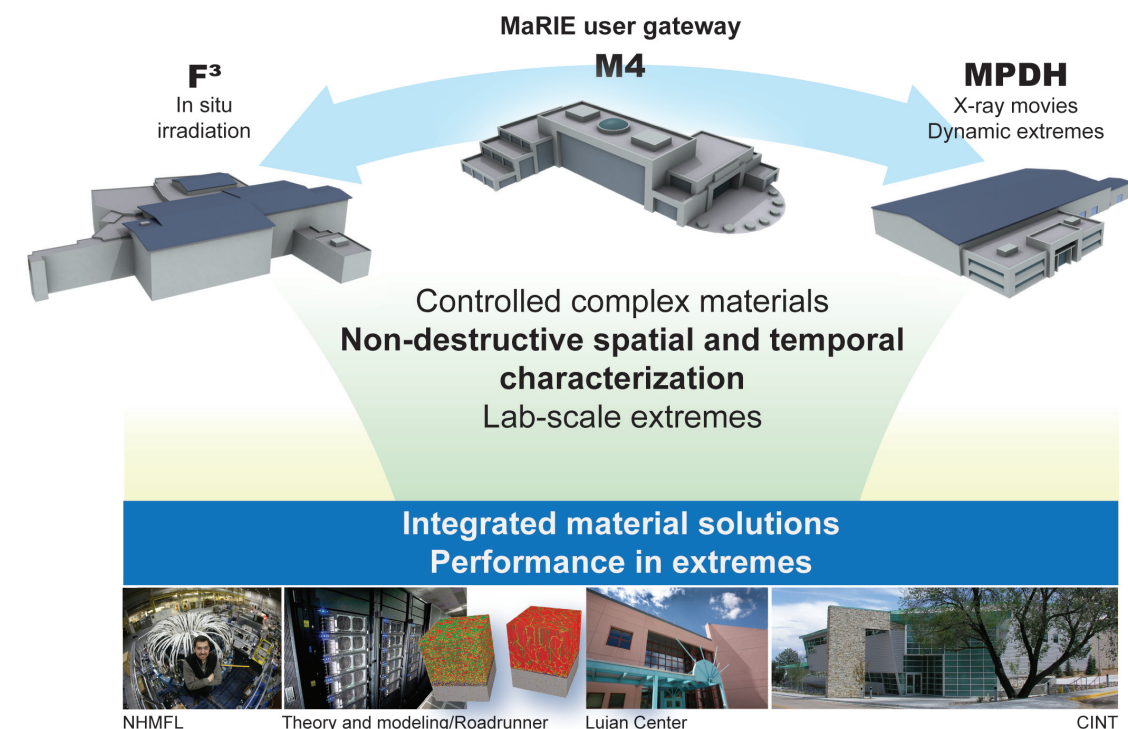 MaRIE user gateway
M4
F³
In situ
irradiation
MPDH
X-ray movies
Dynamic extremes
Controlled complex materials
Non-destructive spatial and temporal
characterization
Lab-scale extremes
Integrated material solutions
Performance in extremes
NHMFL
Theory and modeling/Roadrunner
Lujan Center
CINT